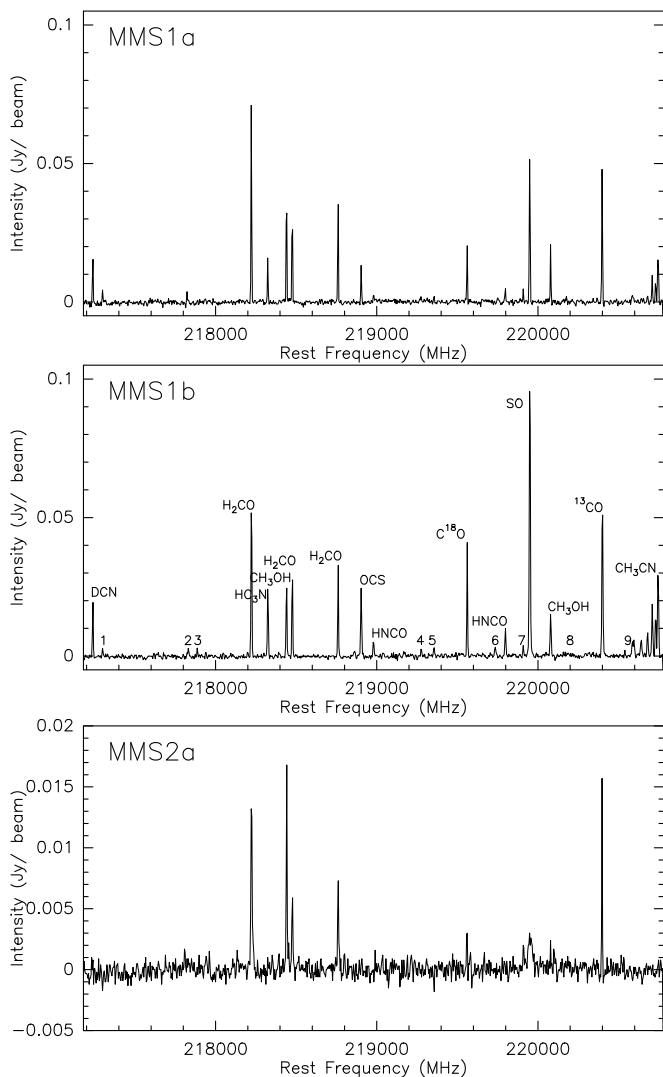 MMS1a
0.1
0.05
0
Intensity (Jy/ beam)
218000 219000 220000
Rest Frequency (MHz)
MMS1b
0.1
0.05
0
Intensity (Jy/ beam)
DCN
1
2 3
H₂CO
HC₃N
CH₃OH
H₂CO
H₂CO
OCS
HNCO
4 5
C¹⁸O
HNCO
6
SO
7
CH₃OH
8
¹³CO
9
CH₃CN
218000 219000 220000
Rest Frequency (MHz)
MMS2a
0.02
0.015
0.01
0.005
0
−0.005
Intensity (Jy/ beam)
218000 219000 220000
Rest Frequency (MHz)